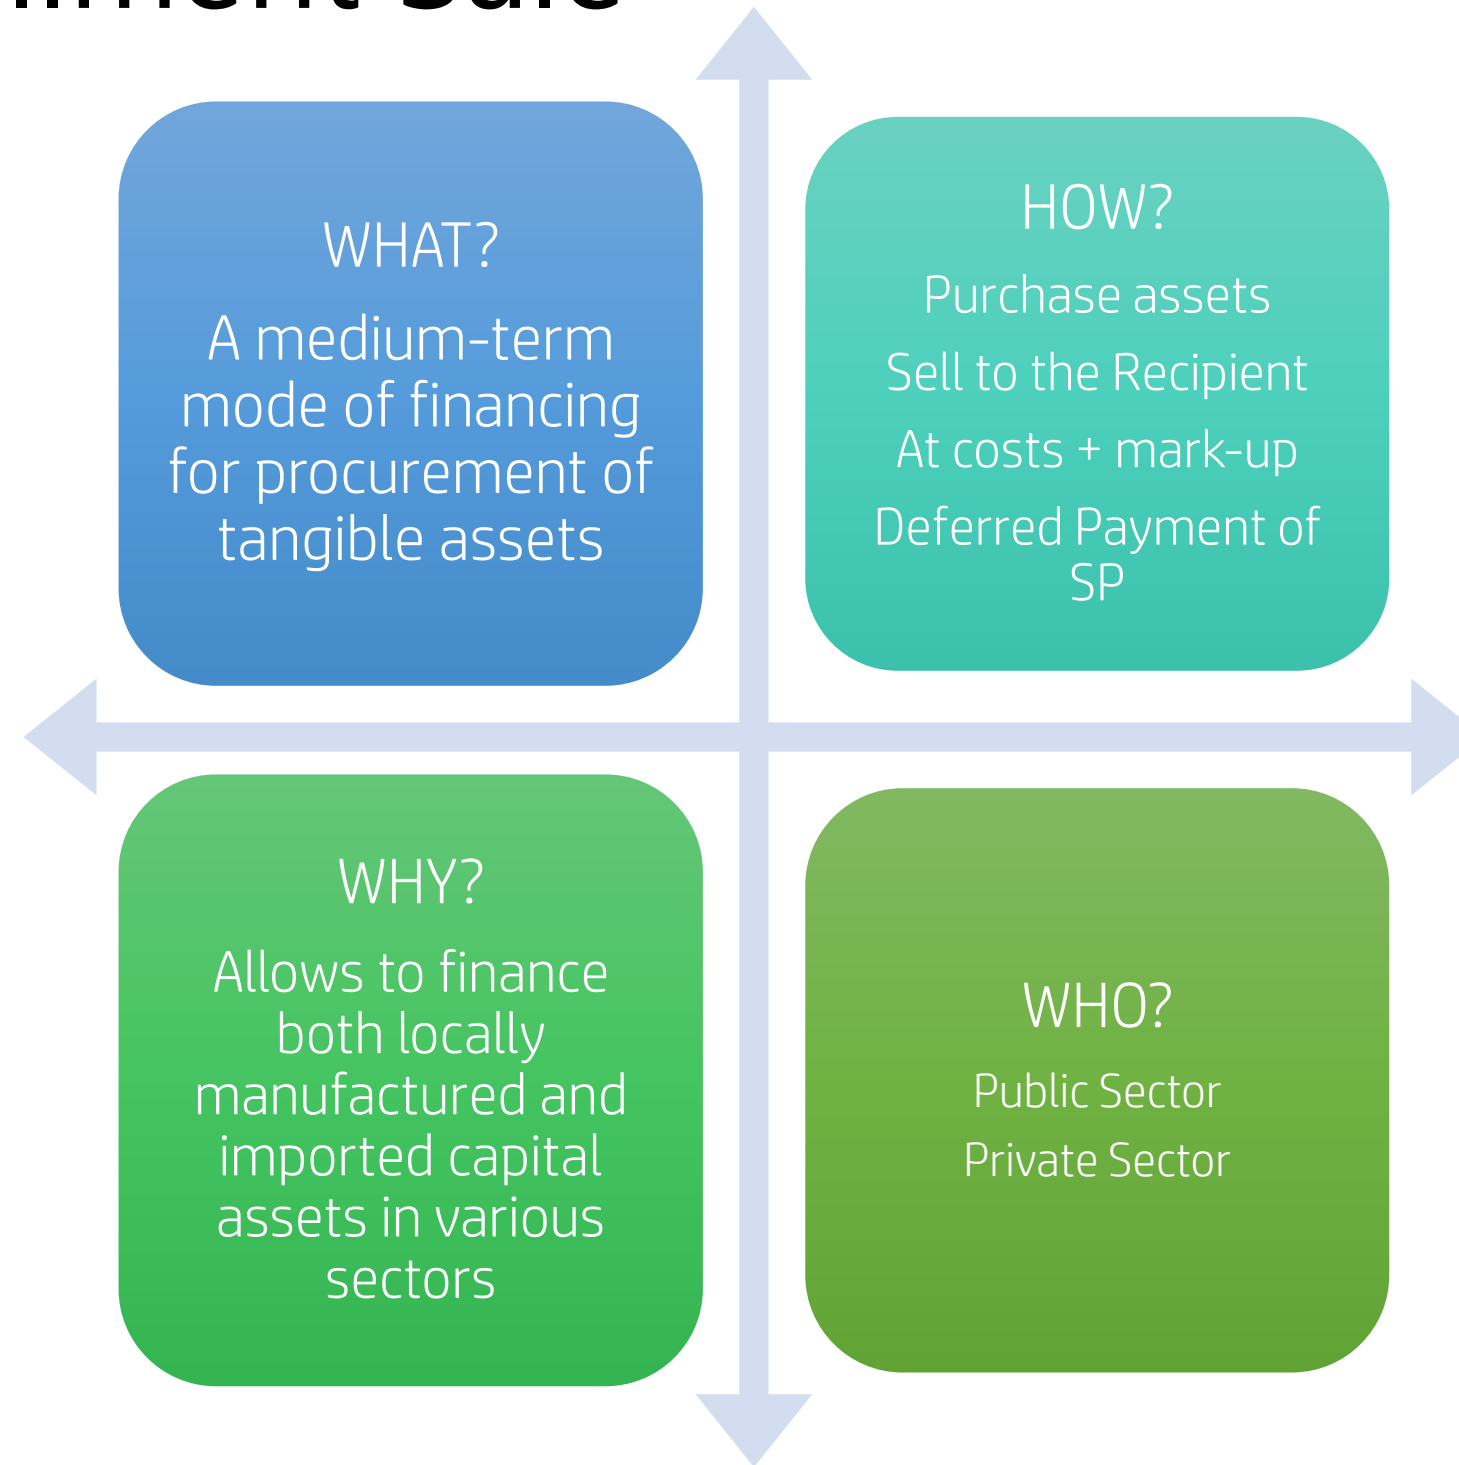 Sale
WHAT?
A medium-term
mode of financing
for procurement of
tangible assets
HOW?
Purchase assets
Sell to the Recipient
At costs + mark-up
Deferred Payment of
SP
WHY?
Allows to finance
both locally
manufactured and
imported capital
assets in various
sectors
WHO?
Public Sector
Private Sector